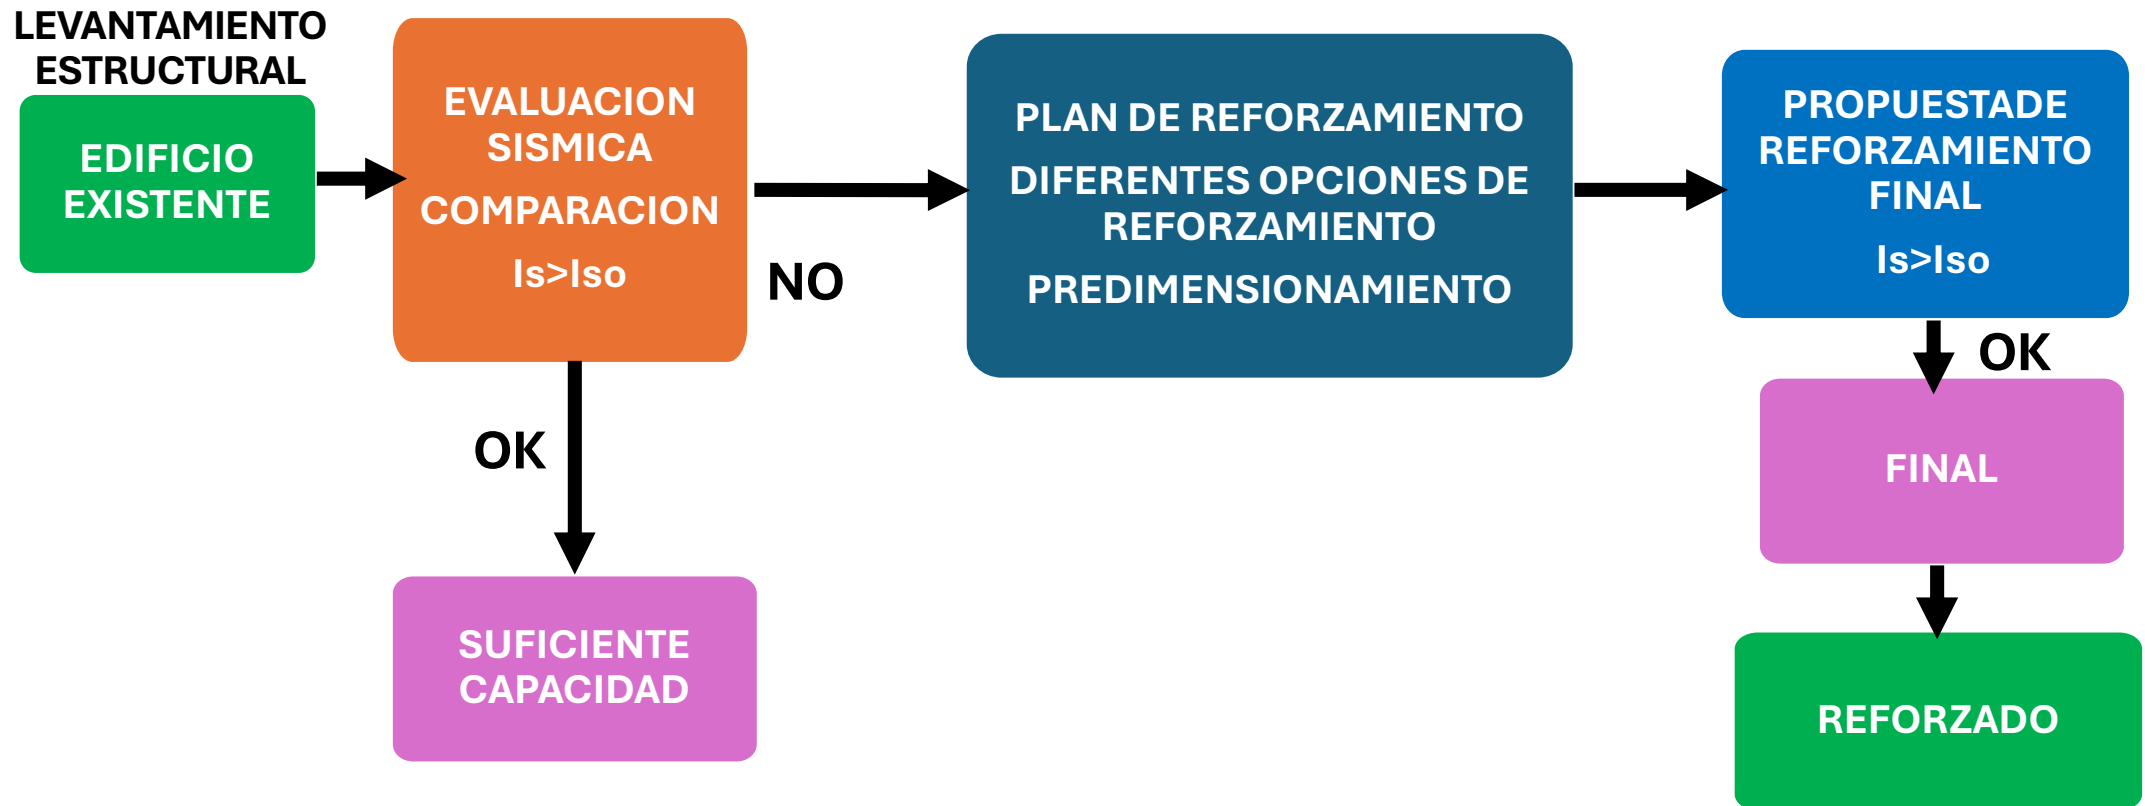 LEVANTAMIENTO
ESTRUCTURAL
EDIFICIO
EXISTENTE
EVALUACION
SISMICA
COMPARACION
Is>Iso
NO
OK
SUFICIENTE
CAPACIDAD
PLAN DE REFORZAMIENTO
DIFERENTES OPCIONES DE
REFORZAMIENTO
PREDIMENSIONAMIENTO
PROPUESTADE
REFORZAMIENTO
FINAL
Is>Iso
OK
FINAL
REFORZADO